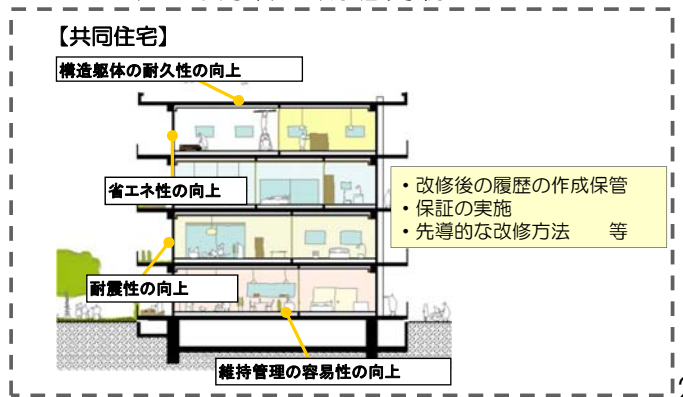 【共同住宅】
構造躯体の耐久性の向上
省エネ性の向上
・改修後の履歴の作成保管
・保証の実施
・先導的な改修方法　等
耐震性の向上
維持管理の容易性の向上